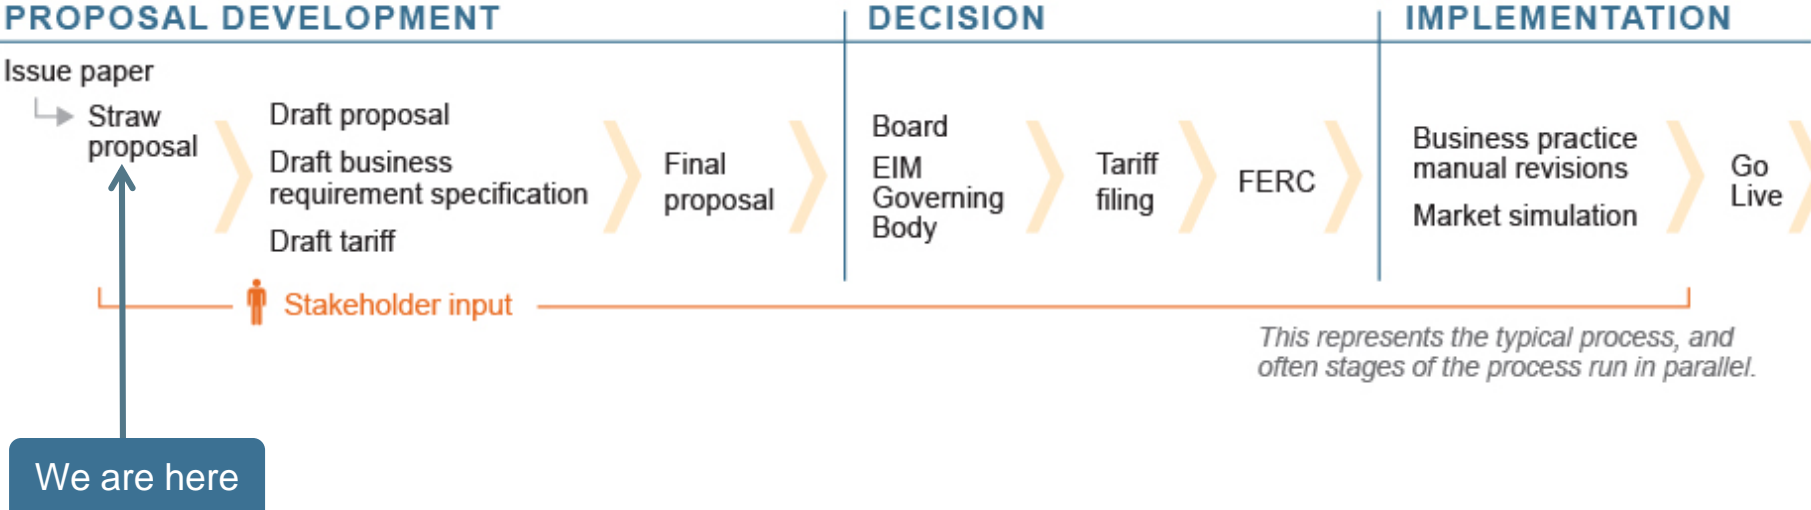 PROPOSAL DEVELOPMENT
DECISION
IMPLEMENTATION
Issue paper
Straw
proposal
Draft proposal
Draft business
requirement specification
Draft tariff
Final
proposal
Board
EIM
Governing
Body
Tariff
filing
FERC
Business practice
manual revisions
Market simulation
Go
Live
Stakeholder input
This represents the typical process, and
often stages of the process run in parallel.
We are here